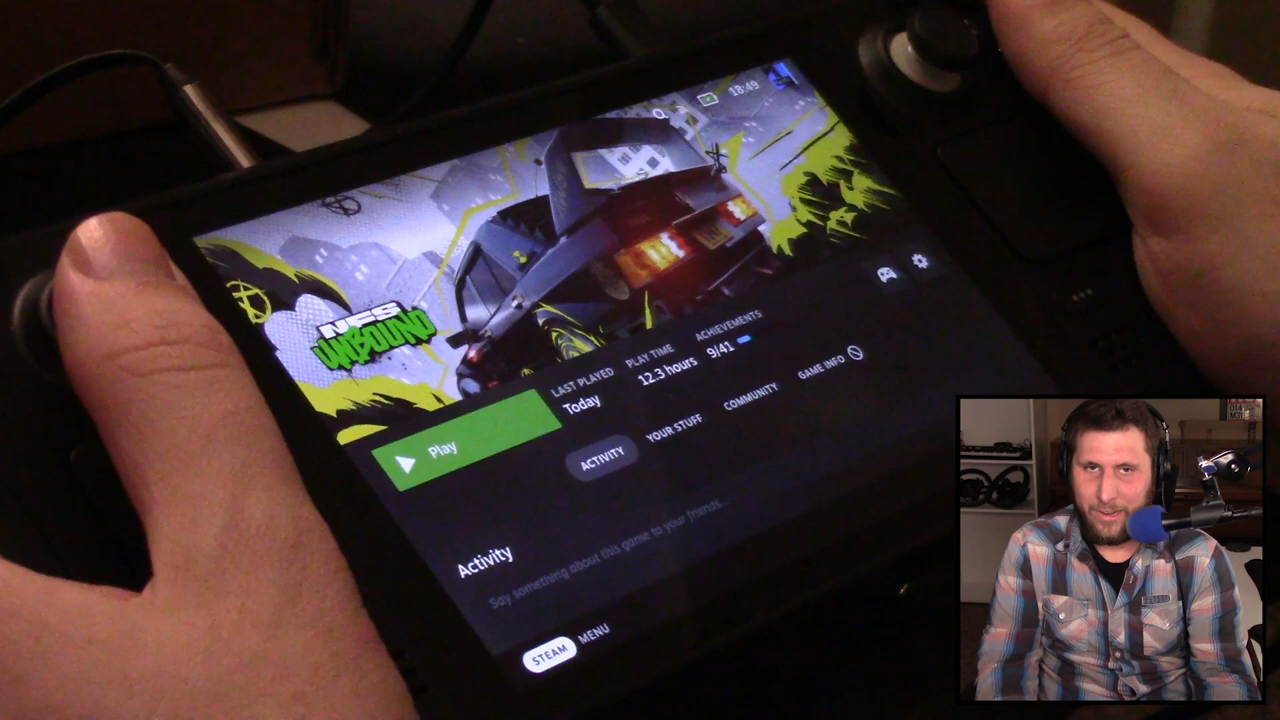 18:49
NFS
UNBOUND
Play
LAST PLAYED
Today
PLAY TIME
12.3 hours
ACHIEVEMENTS
9/41
ACTIVITY
YOUR STUFF
COMMUNITY
GAME INFO
Activity
Say something about this game to your friends...
STEAM
MENU